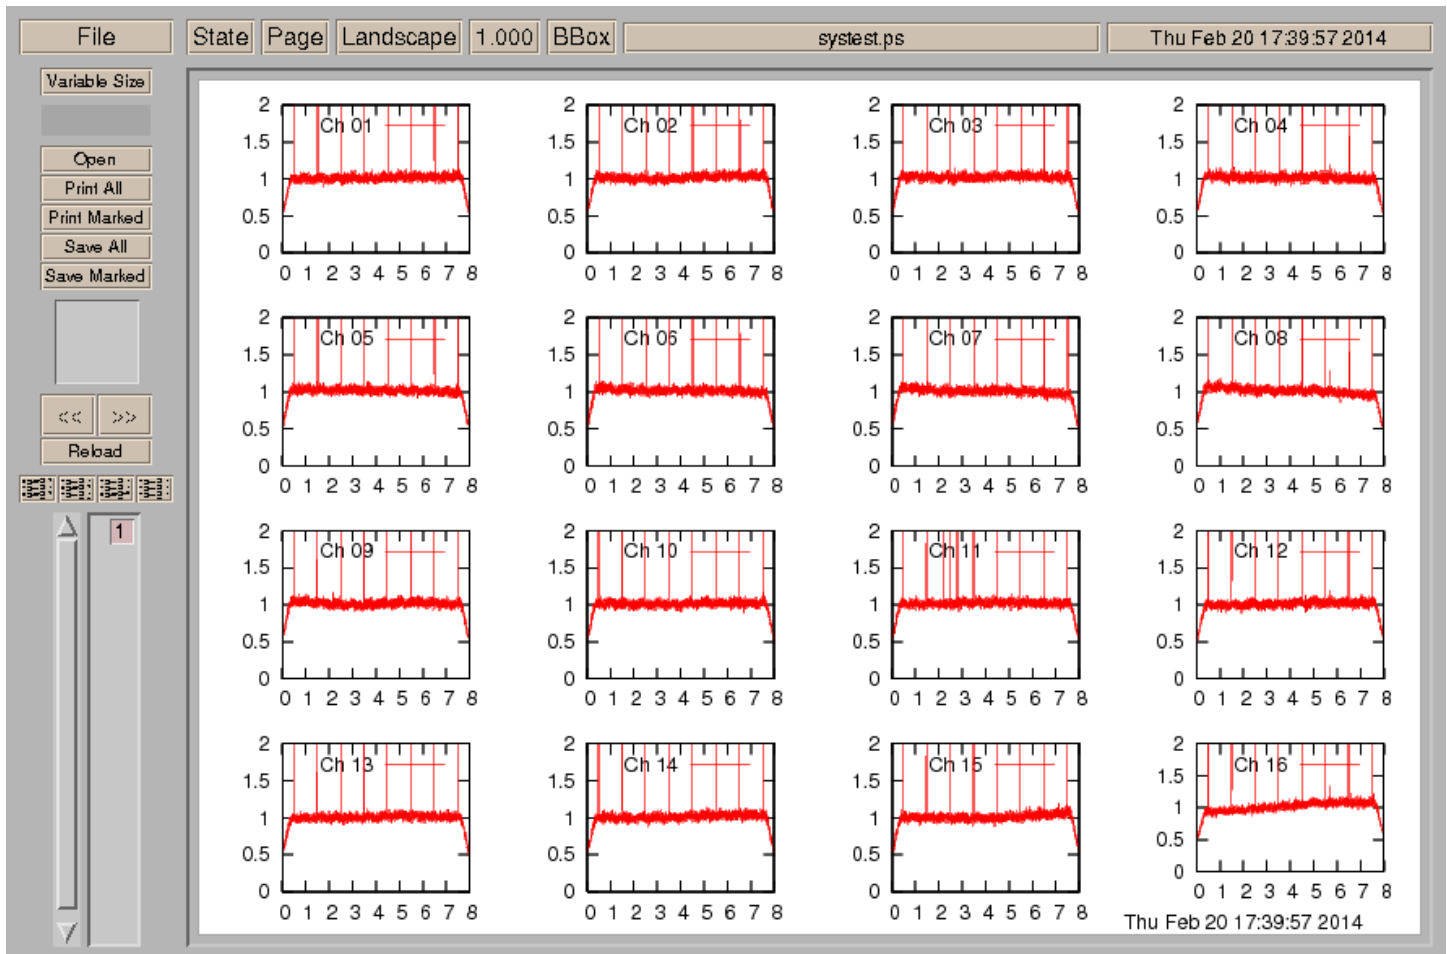 File State Page Landscape 1.000 BBox systest.ps Thu Feb 20 17:39:57 2014
Variable Size
Open
Print All
Print Marked
Save All
Save Marked
<< >>
Reload
1
Ch 01
2
1.5
1
0.5
0
0 1 2 3 4 5 6 7 8
Ch 02
2
1.5
1
0.5
0
0 1 2 3 4 5 6 7 8
Ch 03
2
1.5
1
0.5
0
0 1 2 3 4 5 6 7 8
Ch 04
2
1.5
1
0.5
0
0 1 2 3 4 5 6 7 8
Ch 05
2
1.5
1
0.5
0
0 1 2 3 4 5 6 7 8
Ch 06
2
1.5
1
0.5
0
0 1 2 3 4 5 6 7 8
Ch 07
2
1.5
1
0.5
0
0 1 2 3 4 5 6 7 8
Ch 08
2
1.5
1
0.5
0
0 1 2 3 4 5 6 7 8
Ch 09
2
1.5
1
0.5
0
0 1 2 3 4 5 6 7 8
Ch 10
2
1.5
1
0.5
0
0 1 2 3 4 5 6 7 8
Ch 11
2
1.5
1
0.5
0
0 1 2 3 4 5 6 7 8
Ch 12
2
1.5
1
0.5
0
0 1 2 3 4 5 6 7 8
Ch 13
2
1.5
1
0.5
0
0 1 2 3 4 5 6 7 8
Ch 14
2
1.5
1
0.5
0
0 1 2 3 4 5 6 7 8
Ch 15
2
1.5
1
0.5
0
0 1 2 3 4 5 6 7 8
Ch 16
2
1.5
1
0.5
0
0 1 2 3 4 5 6 7 8
Thu Feb 20 17:39:57 2014